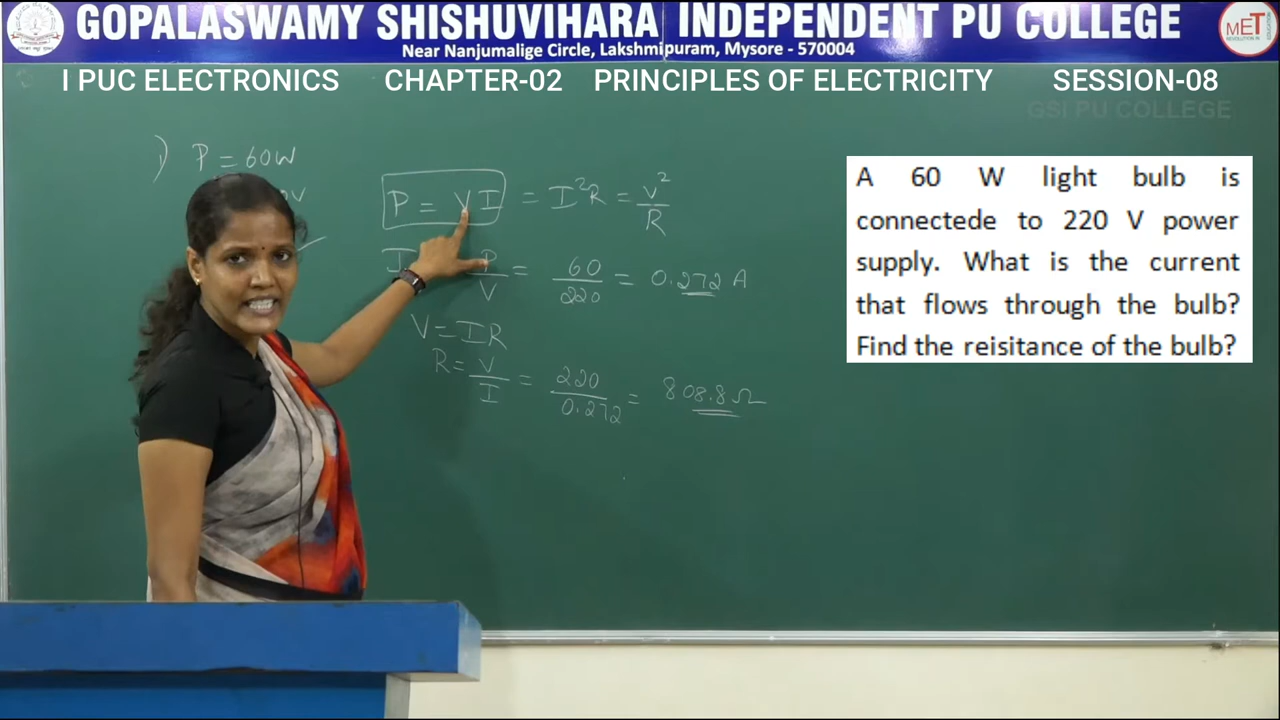 GOPALASWAMY SHISHUVIHARA INDEPENDENT PU COLLEGE
Near Nanjumalige Circle, Lakshmipuram, Mysore - 570004
MET
I PUC ELECTRONICS CHAPTER-02 PRINCIPLES OF ELECTRICITY SESSION-08
GSI PU COLLEGE
1) P = 60W
V
P = VI = I²R = V²/R
I P/V = 60/220 = 0.272 A
V = IR
R = V/I = 220/0.272 = 808.8 Ω
A 60 W light bulb is
connectede to 220 V power
supply. What is the current
that flows through the bulb?
Find the reisitance of the bulb?